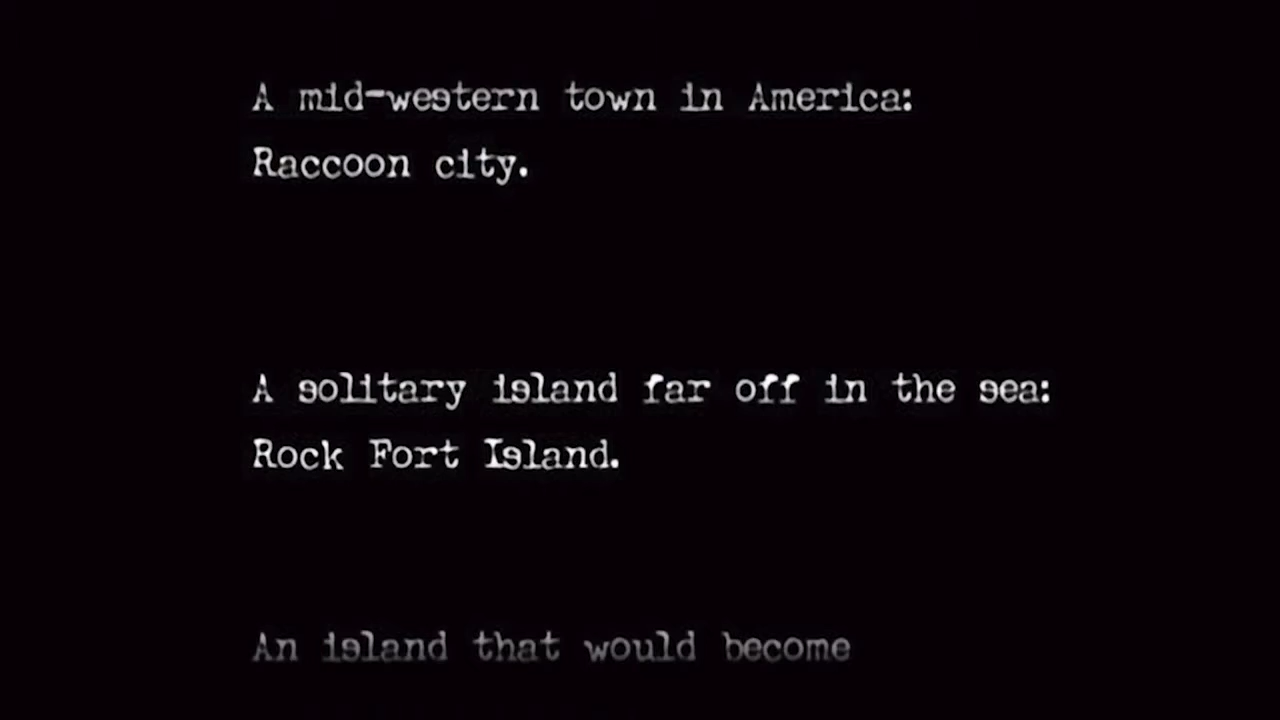 A mid-western town in America:
Raccoon city.
A solitary island far off in the sea:
Rock Fort Island.
An island that would become